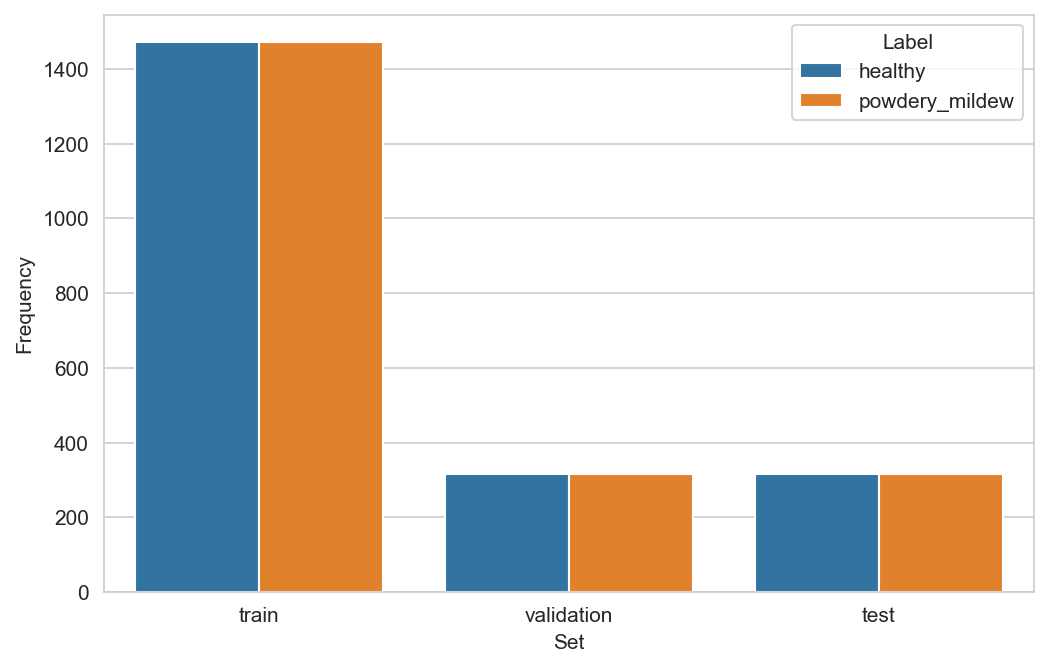 Label
healthy
powdery_mildew
1400
1200
1000
800
600
400
200
0
Frequency
train
validation
test
Set